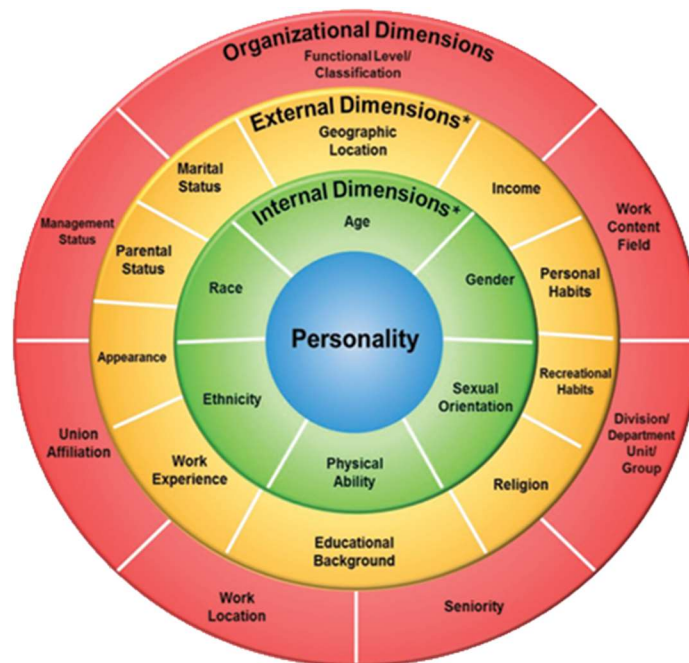 Organizational Dimensions
Functional Level/
Classification
Work
Content
Field
Division/
Department
Unit/
Group
Seniority
Work
Location
Union
Affiliation
Management
Status
External Dimensions*
Geographic
Location
Income
Personal
Habits
Recreational
Habits
Religion
Educational
Background
Work
Experience
Appearance
Parental
Status
Marital
Status
Internal Dimensions*
Age
Gender
Sexual
Orientation
Physical
Ability
Ethnicity
Race
Personality